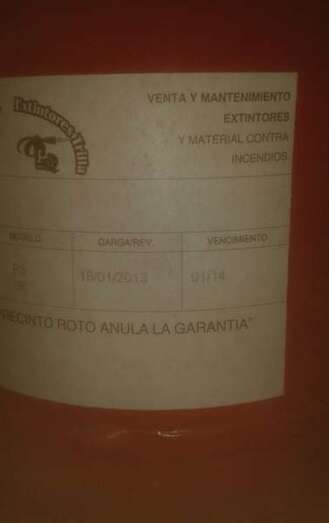 Extintores Trillo
VENTA Y MANTENIMIENTO
EXTINTORES
Y MATERIAL CONTRA
INCENDIOS
MODELO CARGA/REV. VENCIMIENTO
18/01/2013 01/14
PRECINTO ROTO ANULA LA GARANTIA"